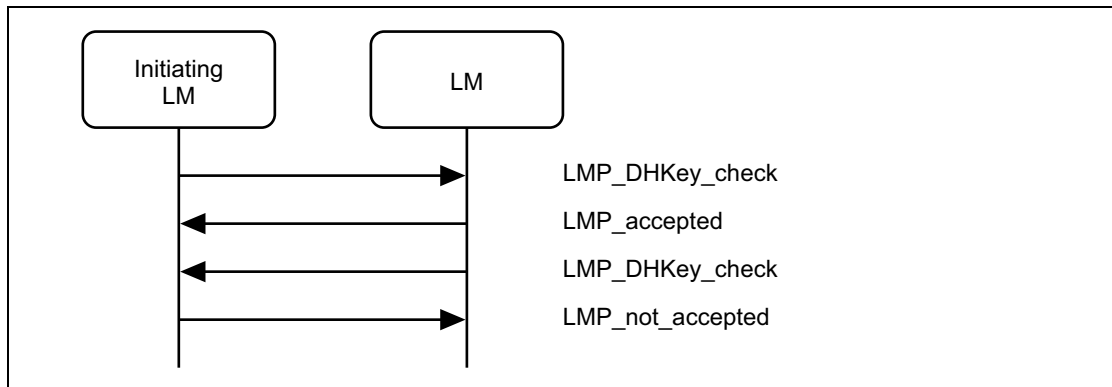 Initiating
LM
LM
LMP_DHKey_check
LMP_accepted
LMP_DHKey_check
LMP_not_accepted